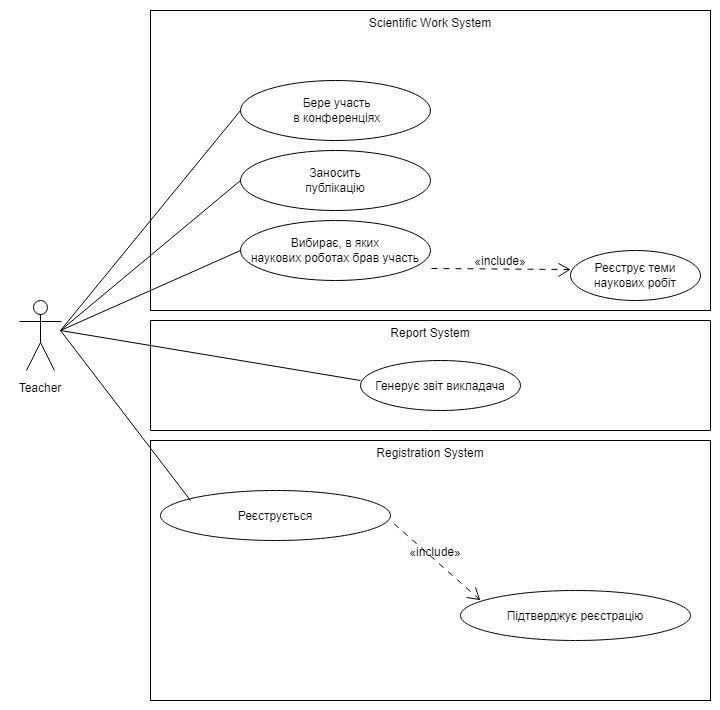 Scientific Work System
Бере участь
в конференціях
Заносить
публікацію
Вибирає, в яких
наукових роботах брав участь
«include»
Реєструє теми
наукових робіт
Report System
Teacher
Генерує звіт викладача
Registration System
Реєструється
«include»
Підтверджує реєстрацію